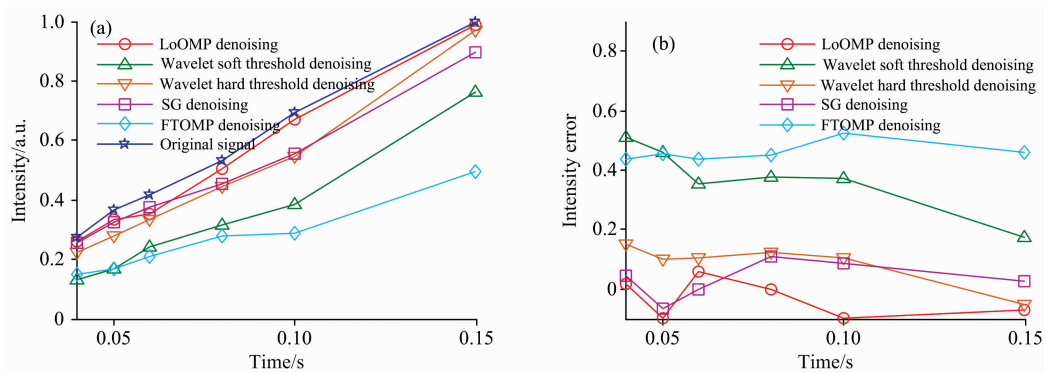 (a)
LoOMP denoising
Wavelet soft threshold denoising
Wavelet hard threshold denoising
SG denoising
FTOMP denoising
Original signal
1.0
0.8
0.6
0.4
0.2
0
0.05
0.10
0.15
Intensity/a.u.
Time/s
(b)
LoOMP denoising
Wavelet soft threshold denoising
Wavelet hard threshold denoising
SG denoising
FTOMP denoising
0.8
0.6
0.4
0.2
0
0.05
0.10
0.15
Intensity error
Time/s